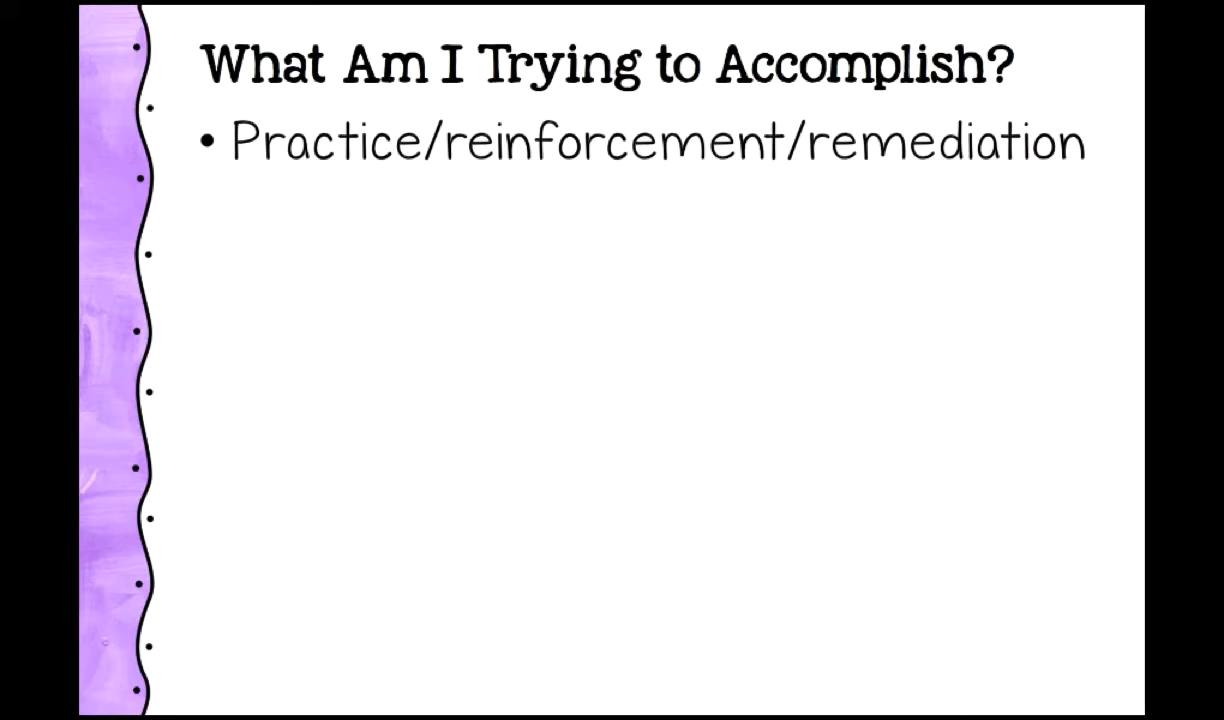 What Am I Trying to Accomplish?
• Practice/reinforcement/remediation